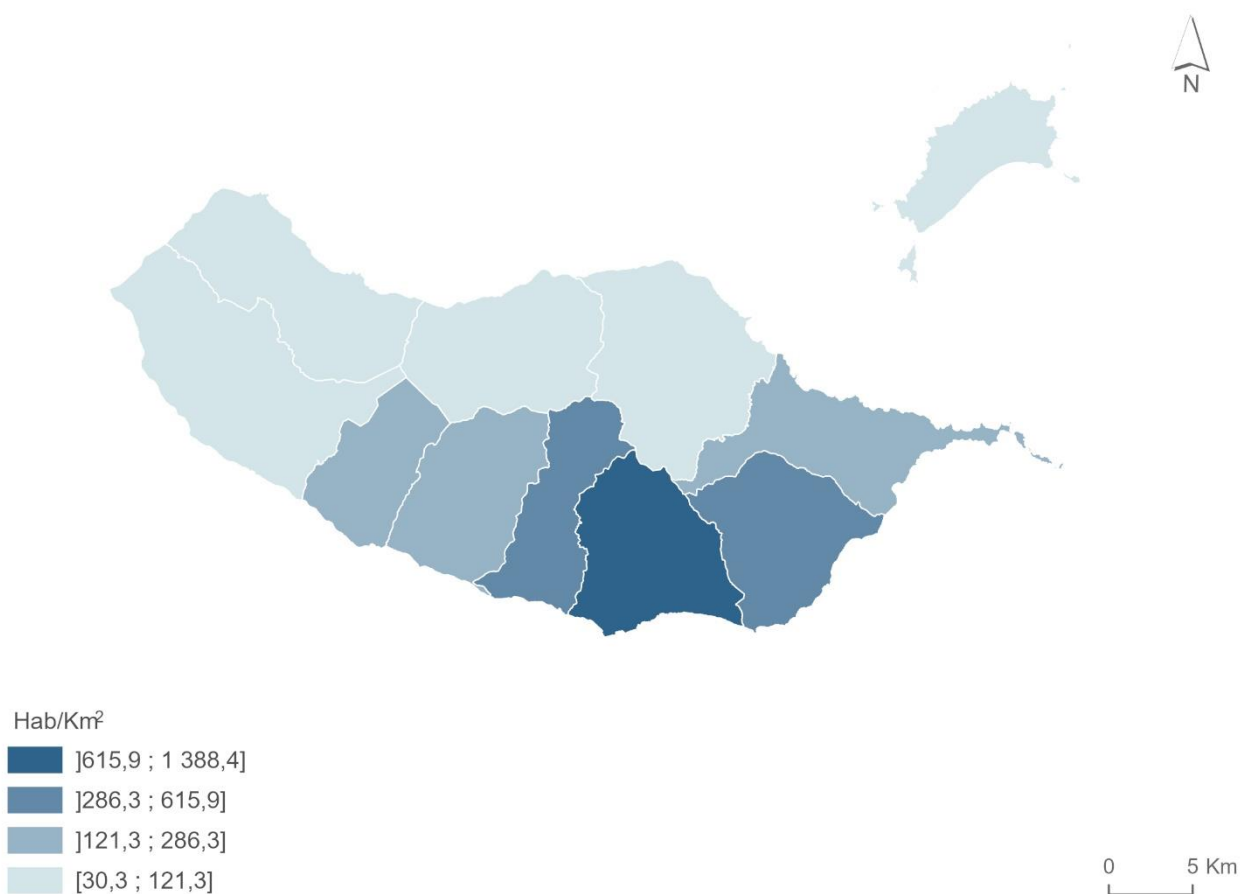 N
Hab/Km²
]615,9 ; 1 388,4]
]286,3 ; 615,9]
]121,3 ; 286,3]
[30,3 ; 121,3]
0 5 Km